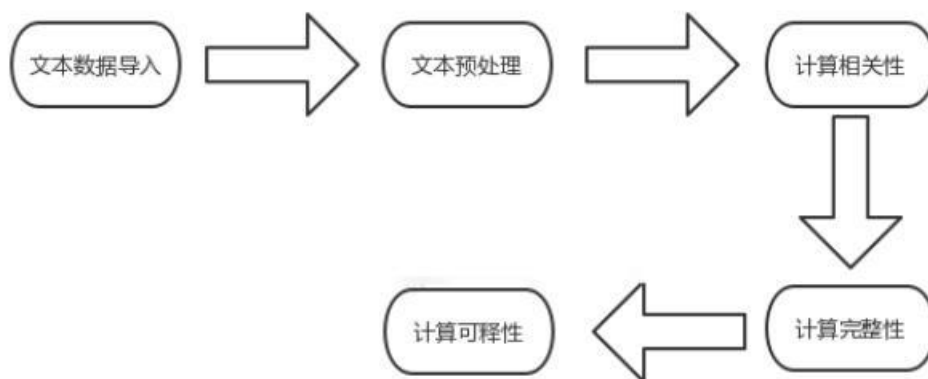 文本数据导入
文本预处理
计算相关性
计算完整性
计算可释性